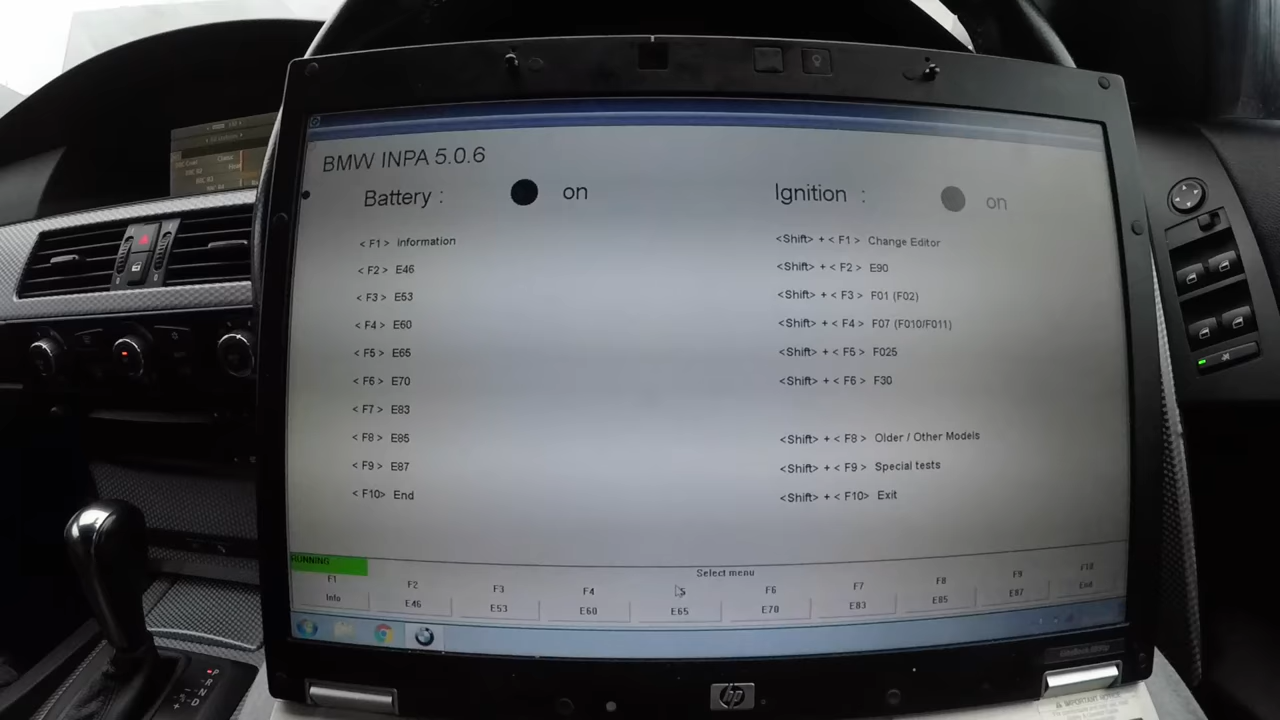 BMW INPA 5.0.6
Battery : on
Ignition : on
< F1 > Information
< F2 > E46
< F3 > E53
< F4 > E60
< F5 > E65
< F6 > E70
< F7 > E83
< F8 > E85
< F9 > E87
< F10> End
<Shift> + < F1 > Change Editor
<Shift> + < F2 > E90
<Shift> + < F3 > F01 (F02)
<Shift> + < F4 > F07 (F010/F011)
<Shift> + < F5 > F025
<Shift> + < F6 > F30
<Shift> + < F8 > Older / Other Models
<Shift> + < F9 > Special tests
<Shift> + < F10> Exit
RUNNING
Select menu
F1 F2 F3 F4 F6 F7 F8 F9 F10
Info E46 E53 E60 E65 E70 E83 E85 E87 End
hp
IMPORTANT NOTICE
P
R
N
D